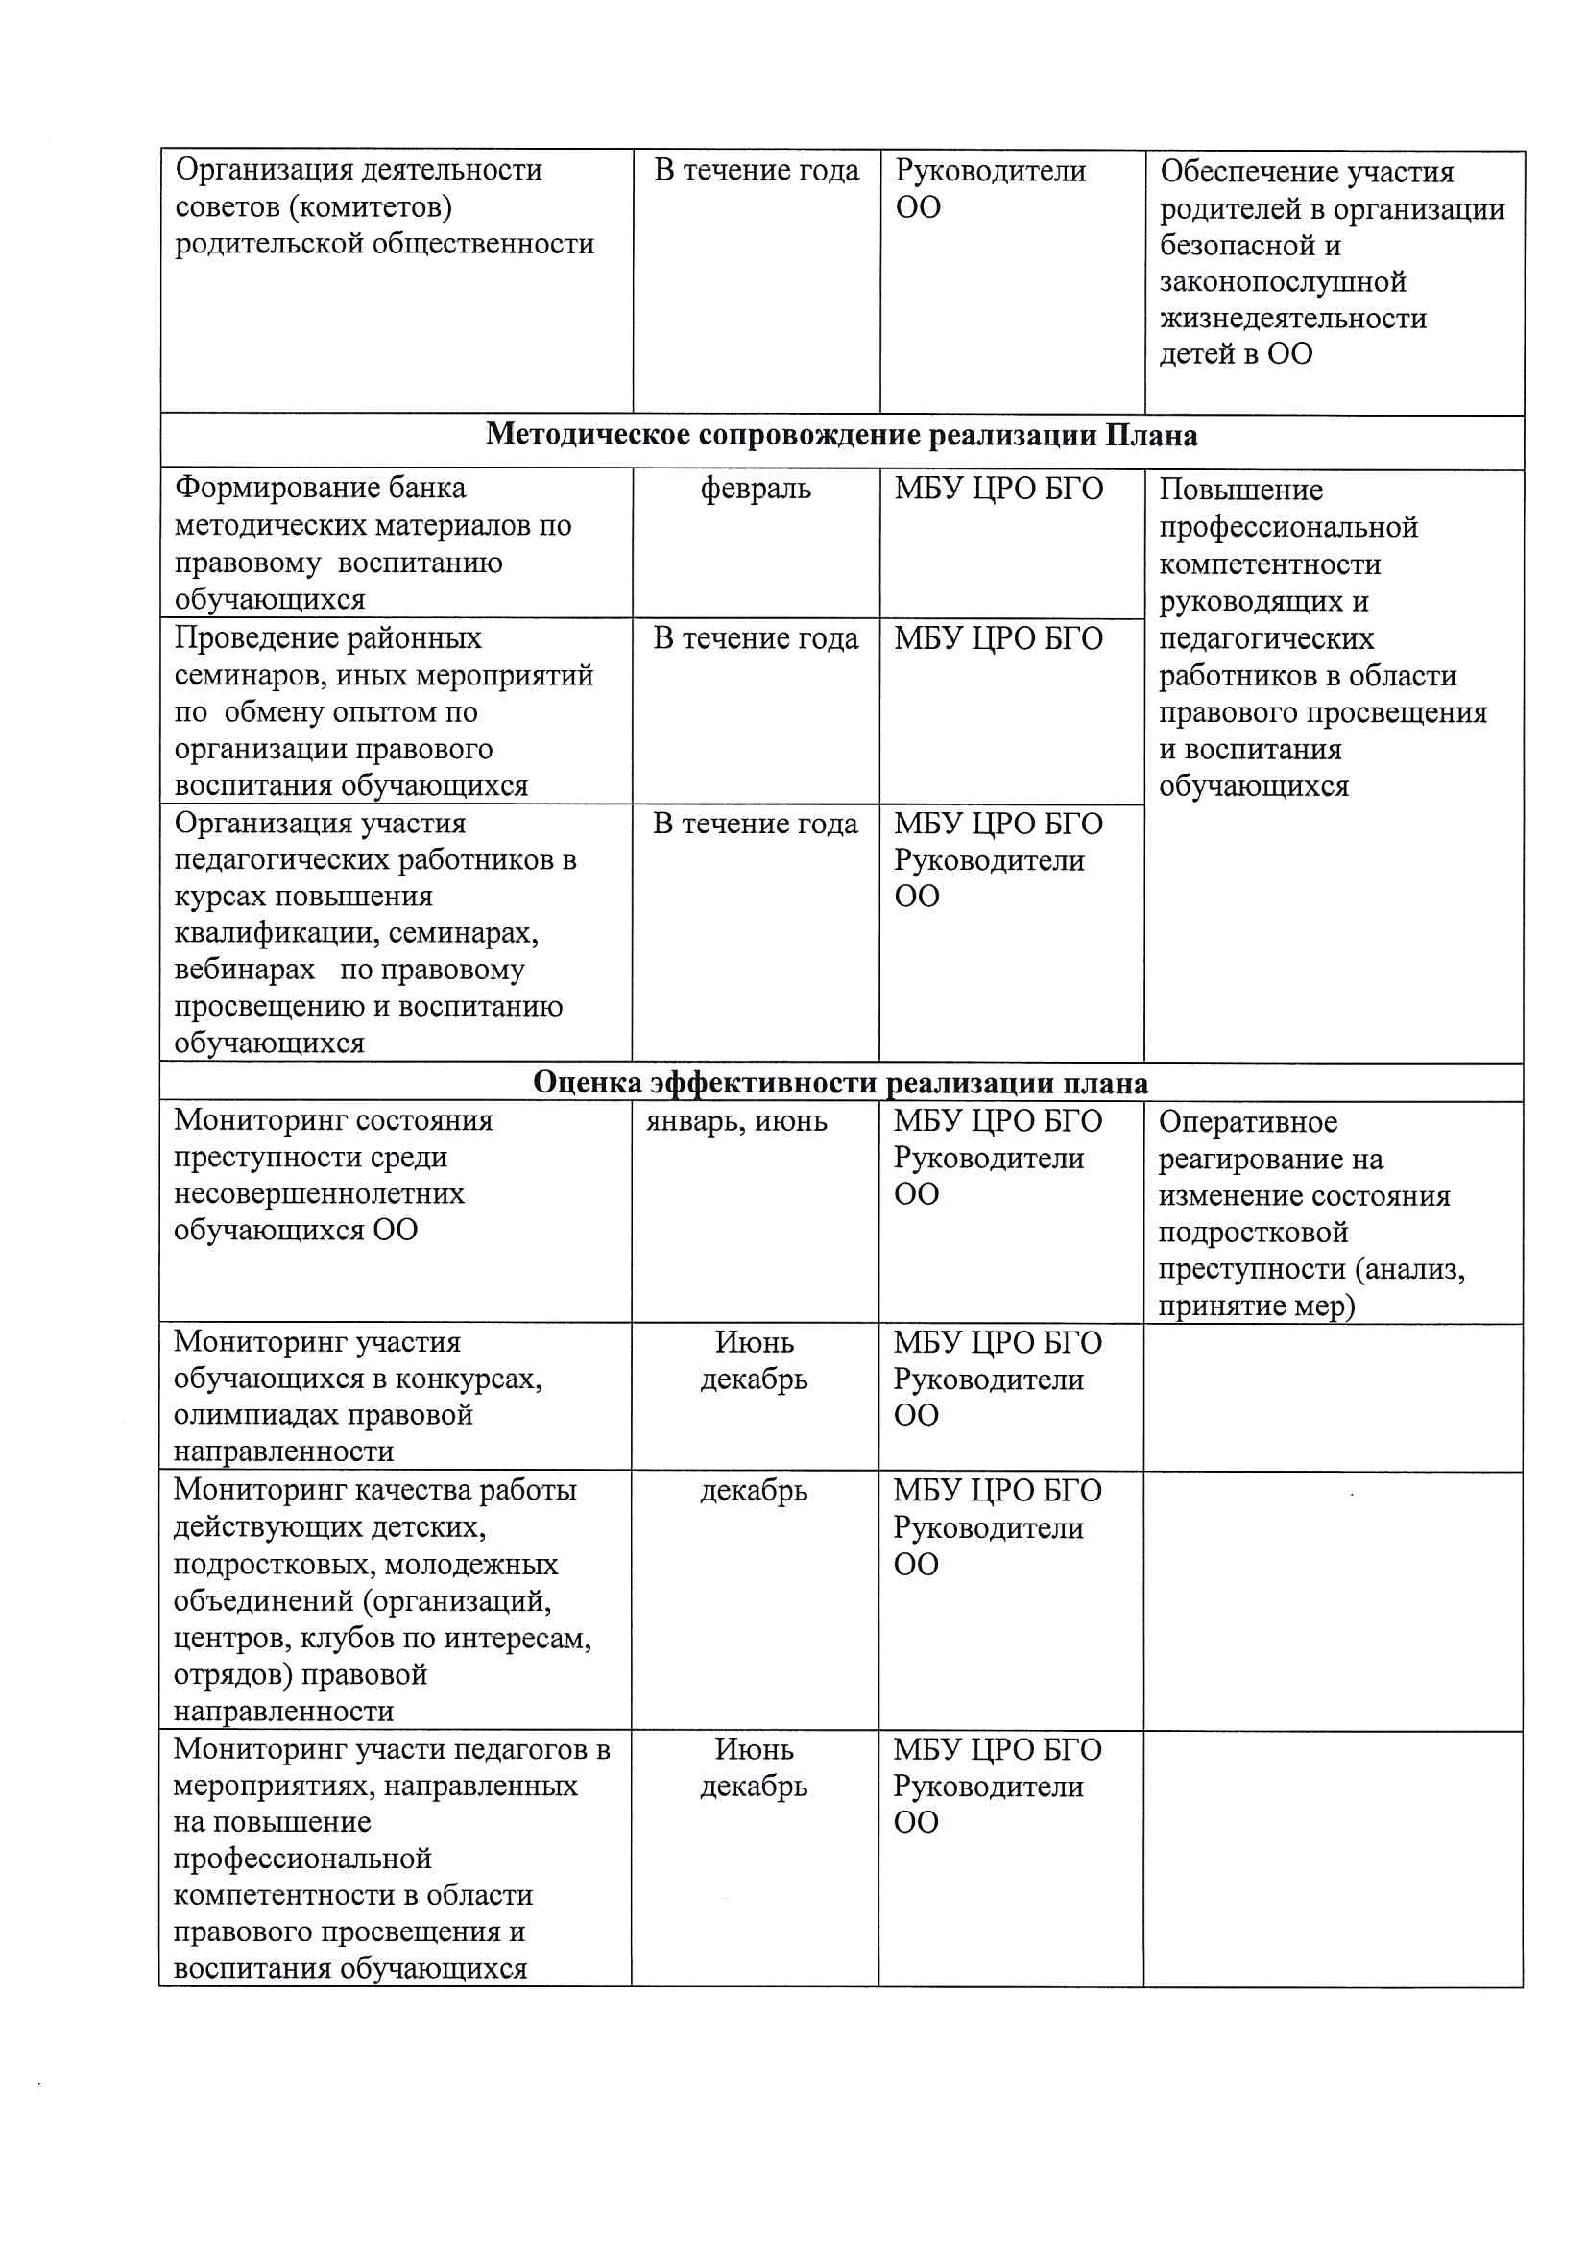 Организация деятельности
советов (комитетов)
родительской общественности
В течение года
Руководители
ОО
Обеспечение участия
родителей в организации
безопасной и
законопослушной
жизнедеятельности
детей в ОО
Методическое сопровождение реализации Плана
Формирование банка
методических материалов по
правовому воспитанию
обучающихся
февраль
МБУ ЦРО БГО
Повышение
профессиональной
компетентности
руководящих и
педагогических
работников в области
правового просвещения
и воспитания
обучающихся
Проведение районных
семинаров, иных мероприятий
по обмену опытом по
организации правового
воспитания обучающихся
В течение года
МБУ ЦРО БГО
Организация участия
педагогических работников в
курсах повышения
квалификации, семинарах,
вебинарах по правовому
просвещению и воспитанию
обучающихся
В течение года
МБУ ЦРО БГО
Руководители
ОО
Оценка эффективности реализации плана
Мониторинг состояния
преступности среди
несовершеннолетних
обучающихся ОО
январь, июнь
МБУ ЦРО БГО
Руководители
ОО
Оперативное
реагирование на
изменение состояния
подростковой
преступности (анализ,
принятие мер)
Мониторинг участия
обучающихся в конкурсах,
олимпиадах правовой
направленности
Июнь
декабрь
МБУ ЦРО БГО
Руководители
ОО
Мониторинг качества работы
действующих детских,
подростковых, молодежных
объединений (организаций,
центров, клубов по интересам,
отрядов) правовой
направленности
декабрь
МБУ ЦРО БГО
Руководители
ОО
Мониторинг участи педагогов в
мероприятиях, направленных
на повышение
профессиональной
компетентности в области
правового просвещения и
воспитания обучающихся
Июнь
декабрь
МБУ ЦРО БГО
Руководители
ОО